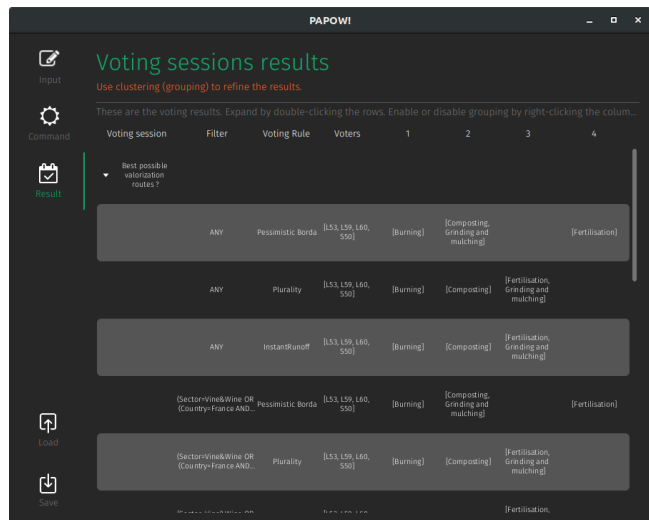 PAPOW!
Input
Command
Result
Load
Save
Voting sessions results
Use clustering (grouping) to refine the results.
These are the voting results. Expand by double-clicking the rows. Enable or disable grouping by right-clicking the colum...
Voting session Filter Voting Rule Voters 1 2 3 4
Best possible
valorization
routes ?
ANY Pessimistic Borda [L53, L59, L60,
S50] [Burning] [Composting,
Grinding and
mulching] [Fertilisation]
ANY Plurality [L53, L59, L60,
S50] [Burning] [Composting] [Fertilisation,
Grinding and
mulching]
ANY InstantRunoff [L53, L59, L60,
S50] [Burning] [Composting] [Fertilisation,
Grinding and
mulching]
(Sector=Vine&Wine OR
(Country=France AND... Pessimistic Borda [L53, L59, L60,
S50] [Burning] [Composting,
Grinding and
mulching] [Fertilisation]
(Sector=Vine&Wine OR
(Country=France AND... Plurality [L53, L59, L60,
S50] [Burning] [Composting] [Fertilisation,
Grinding and
mulching]
[Fertilisation,